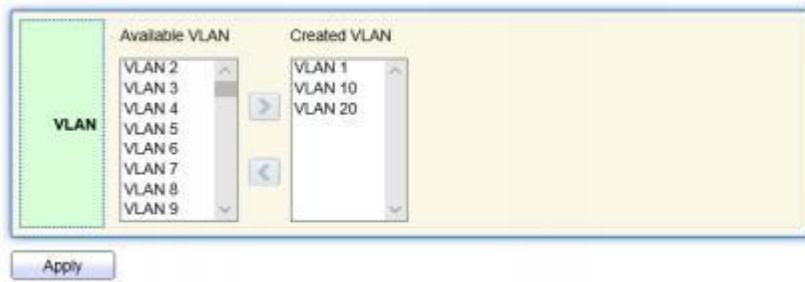 Available VLAN Created VLAN
VLAN
VLAN 2
VLAN 3
VLAN 4
VLAN 5
VLAN 6
VLAN 7
VLAN 8
VLAN 9
VLAN 1
VLAN 10
VLAN 20
Apply